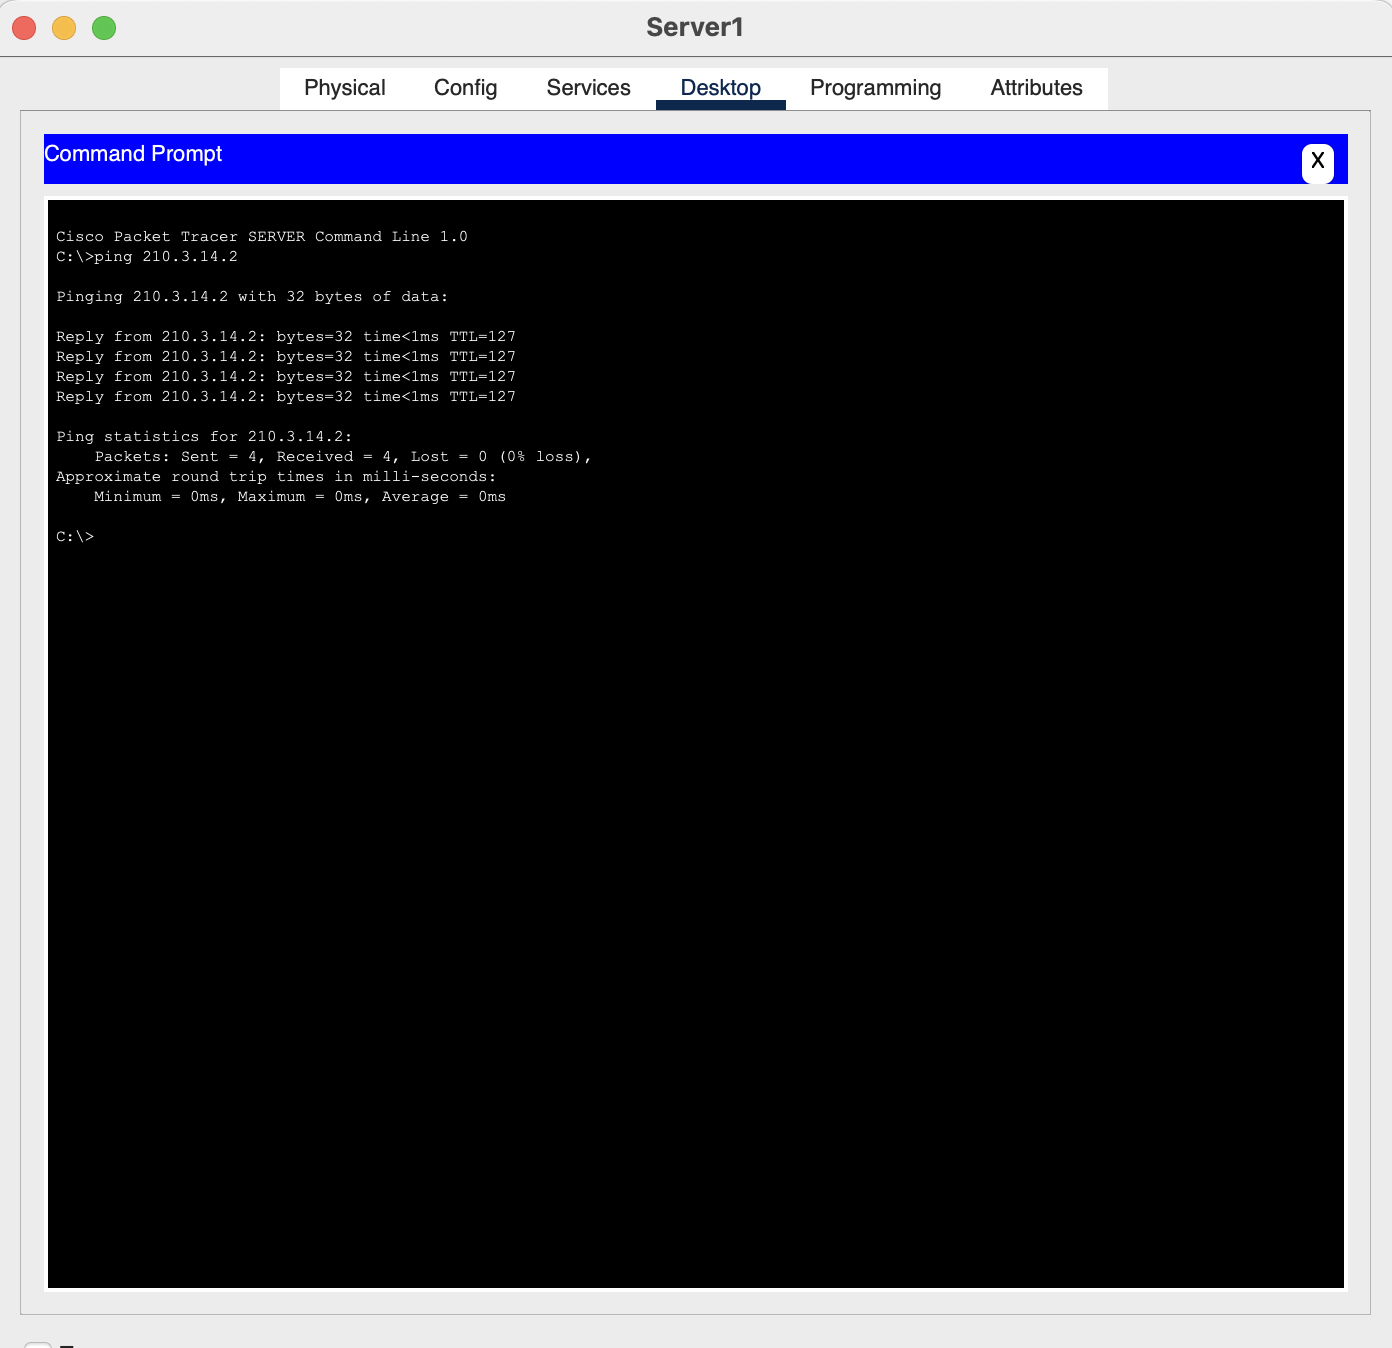 Server1
Physical Config Services Desktop Programming Attributes
Command Prompt
X
Cisco Packet Tracer SERVER Command Line 1.0
C:\>ping 210.3.14.2
Pinging 210.3.14.2 with 32 bytes of data:
Reply from 210.3.14.2: bytes=32 time<1ms TTL=127
Reply from 210.3.14.2: bytes=32 time<1ms TTL=127
Reply from 210.3.14.2: bytes=32 time<1ms TTL=127
Reply from 210.3.14.2: bytes=32 time<1ms TTL=127
Ping statistics for 210.3.14.2:
Packets: Sent = 4, Received = 4, Lost = 0 (0% loss),
Approximate round trip times in milli-seconds:
Minimum = 0ms, Maximum = 0ms, Average = 0ms
C:\>